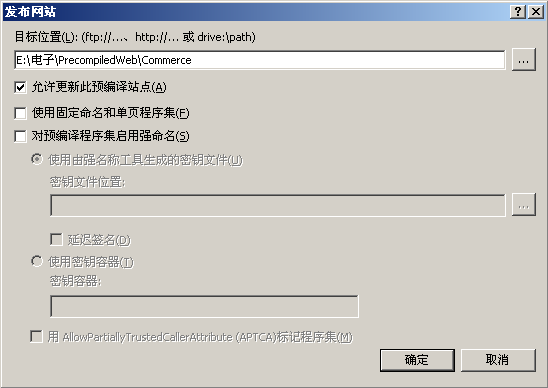 发布网站
目标位置(L): (ftp://...、http://... 或 drive:\path)
E:\电子\PrecompiledWeb\Commerce
...
允许更新此预编译站点(A)
使用固定命名和单页程序集(F)
对预编译程序集启用强命名(S)
使用由强名称工具生成的密钥文件(U)
密钥文件位置:
...
延迟签名(D)
使用密钥容器(T)
密钥容器:
用 AllowPartiallyTrustedCallerAttribute (APTCA)标记程序集(M)
确定
取消